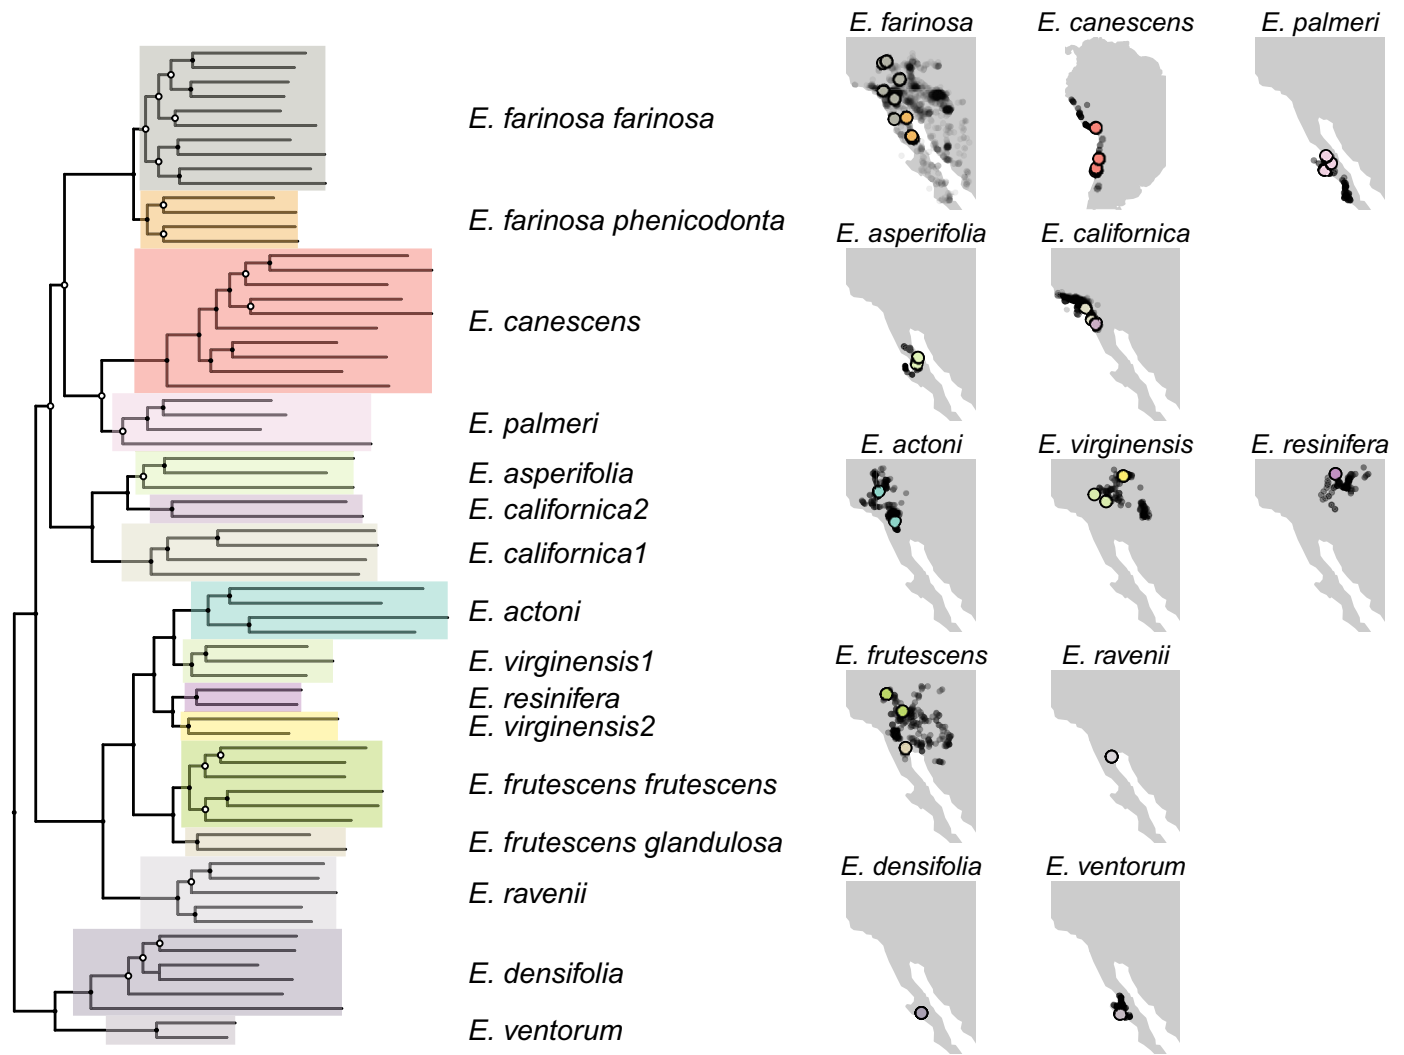 E. farinosa farinosa
E. farinosa phenicodonta
E. canescens
E. palmeri
E. asperifolia
E. californica2
E. californica1
E. actoni
E. virginensis1
E. resinifera
E. virginensis2
E. frutescens frutescens
E. frutescens glandulosa
E. ravenii
E. densifolia
E. ventorum
E. farinosa
E. canescens
E. palmeri
E. asperifolia
E. californica
E. actoni
E. virginensis
E. resinifera
E. frutescens
E. ravenii
E. densifolia
E. ventorum